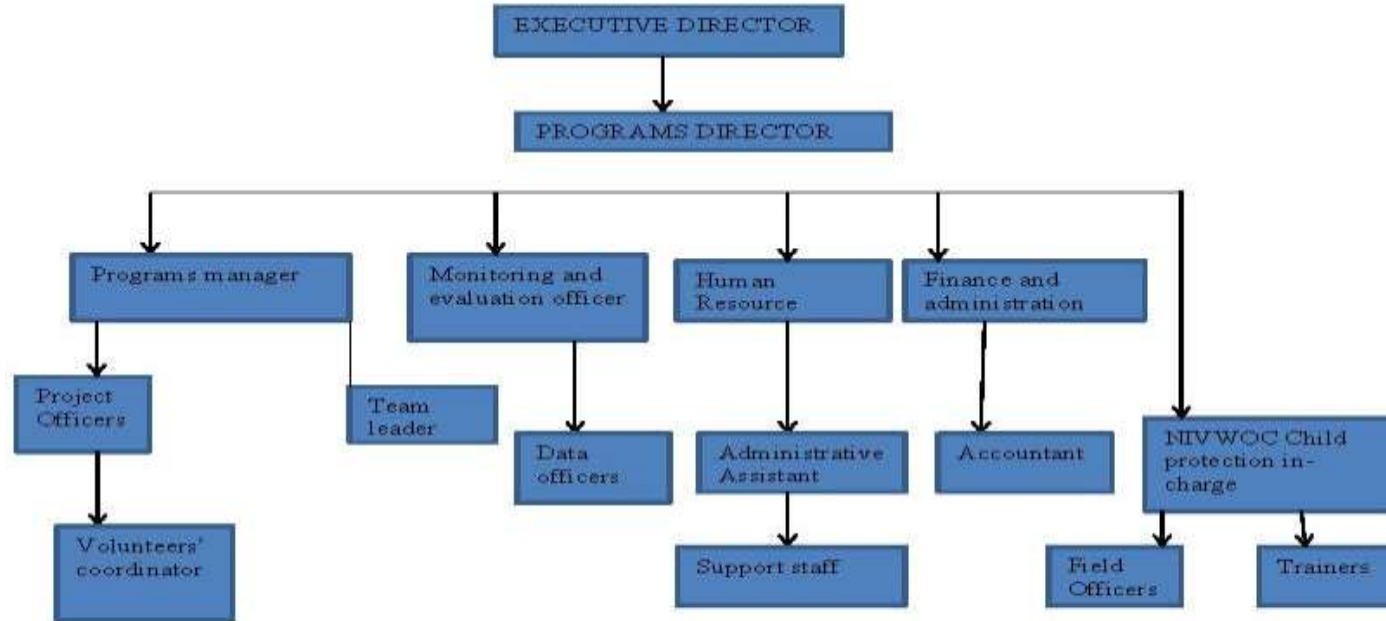 EXECUTIVE DIRECTOR
PROGRAMS DIRECTOR
Programs manager
Monitoring and
evaluation officer
Human
Resource
Finance and
administration
Project
Officers
Team
leader
Data
officers
Administrative
Assistant
Accountant
NIVWOC Child
protection in-
charge
Volunteers'
coordinator
Support staff
Field
Officers
Trainers